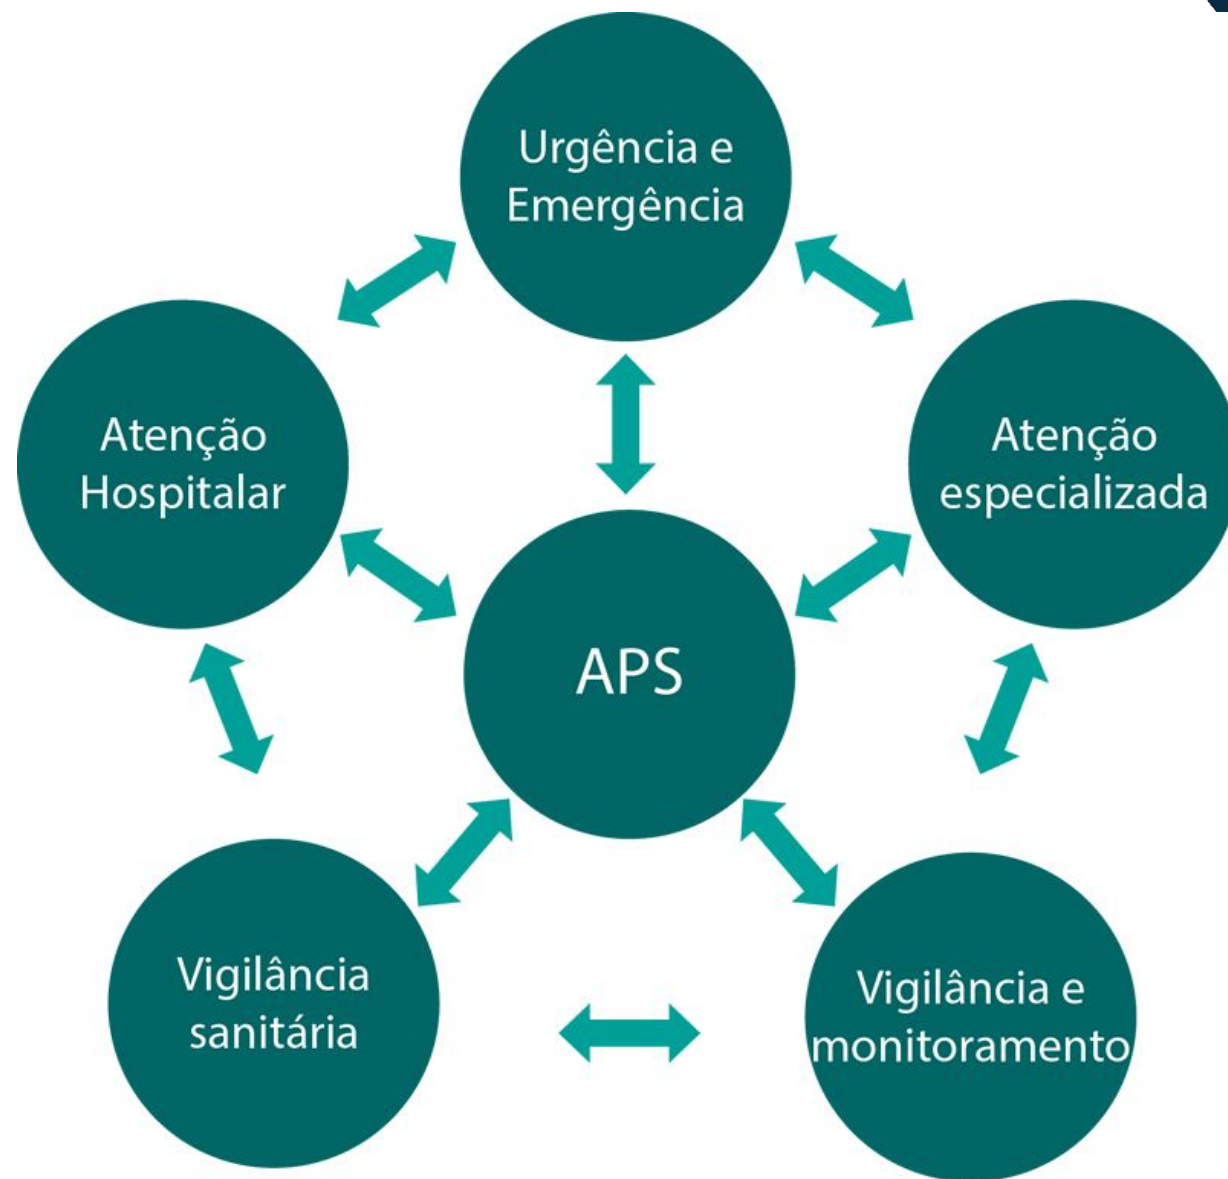 Urgência e
Emergência
Atenção
Hospitalar
Atenção
especializada
APS
Vigilância
sanitária
Vigilância e
monitoramento